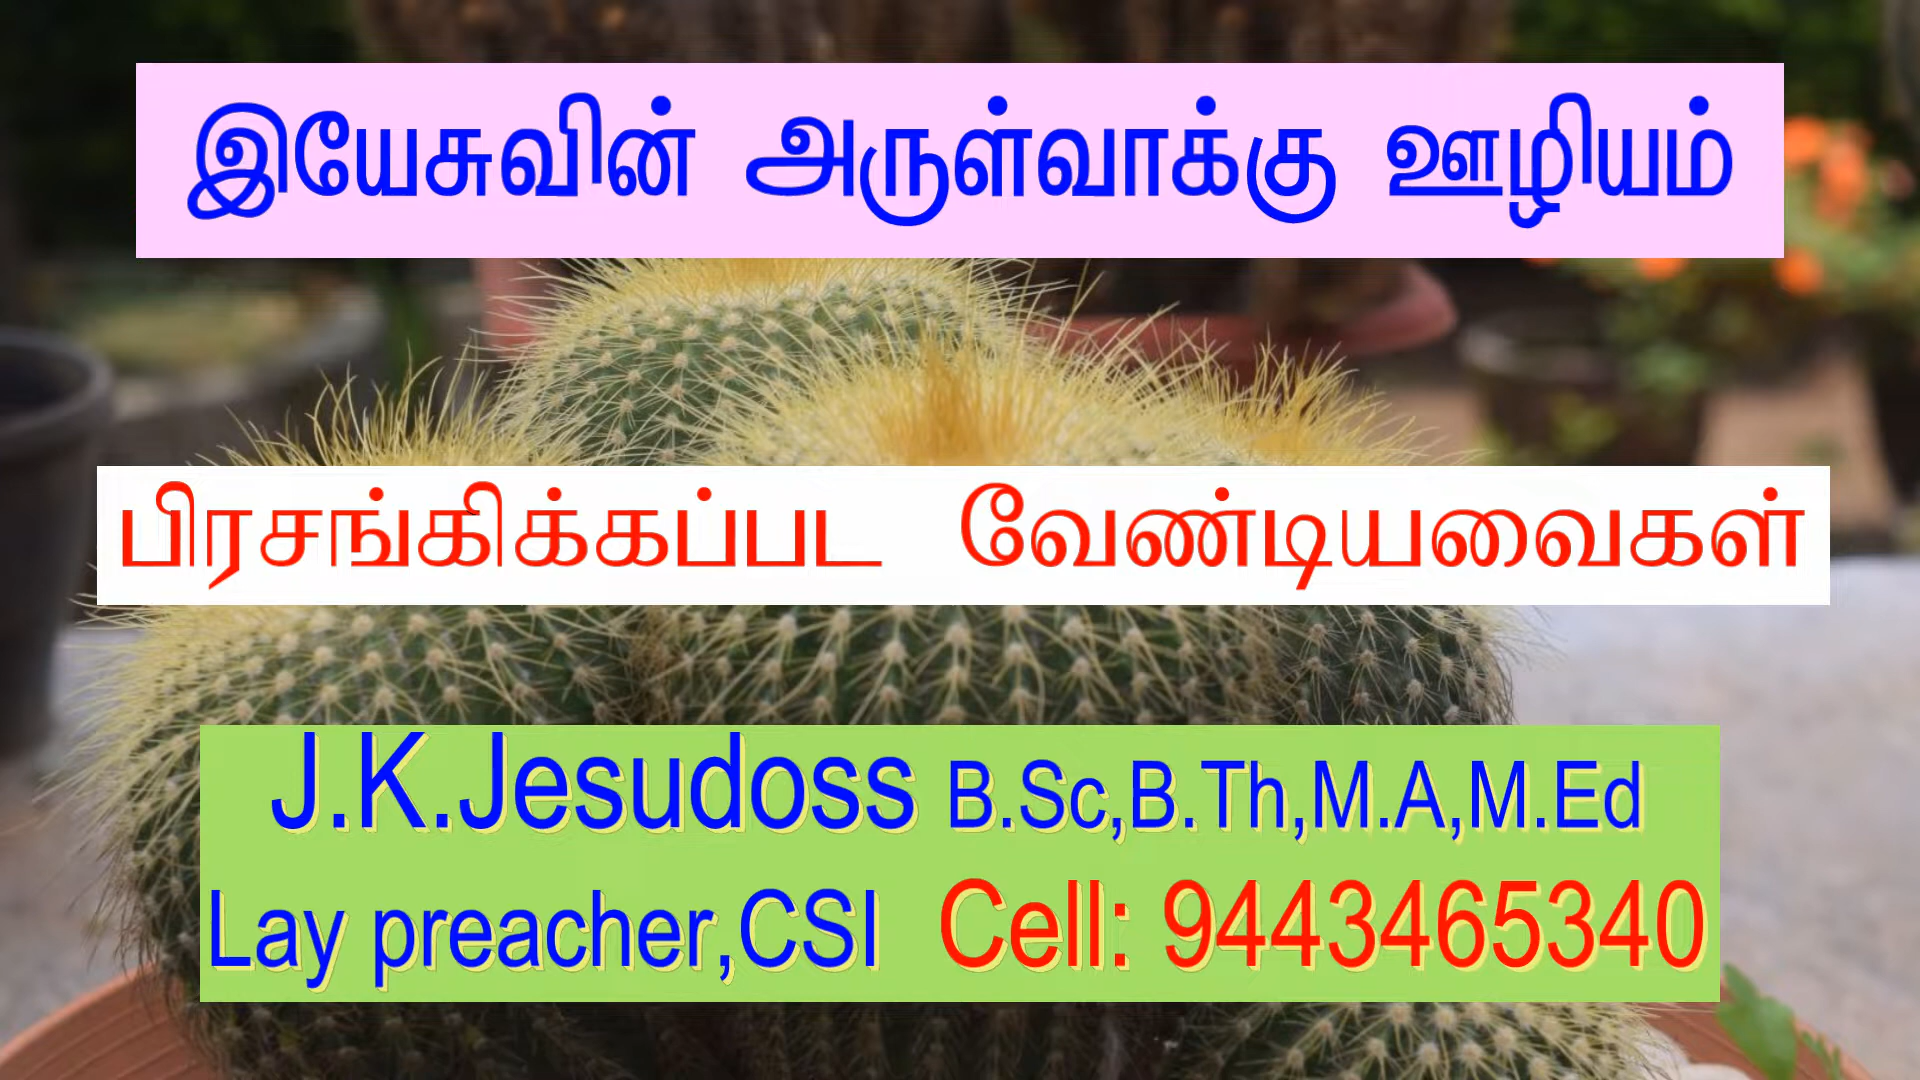 இயேசுவின் அருள்வாக்கு ஊழியம்
பிரசங்கிக்கப்பட வேண்டியவைகள்
J.K.Jesudoss B.Sc,B.Th,M.A,M.Ed
Lay preacher,CSI Cell: 9443465340